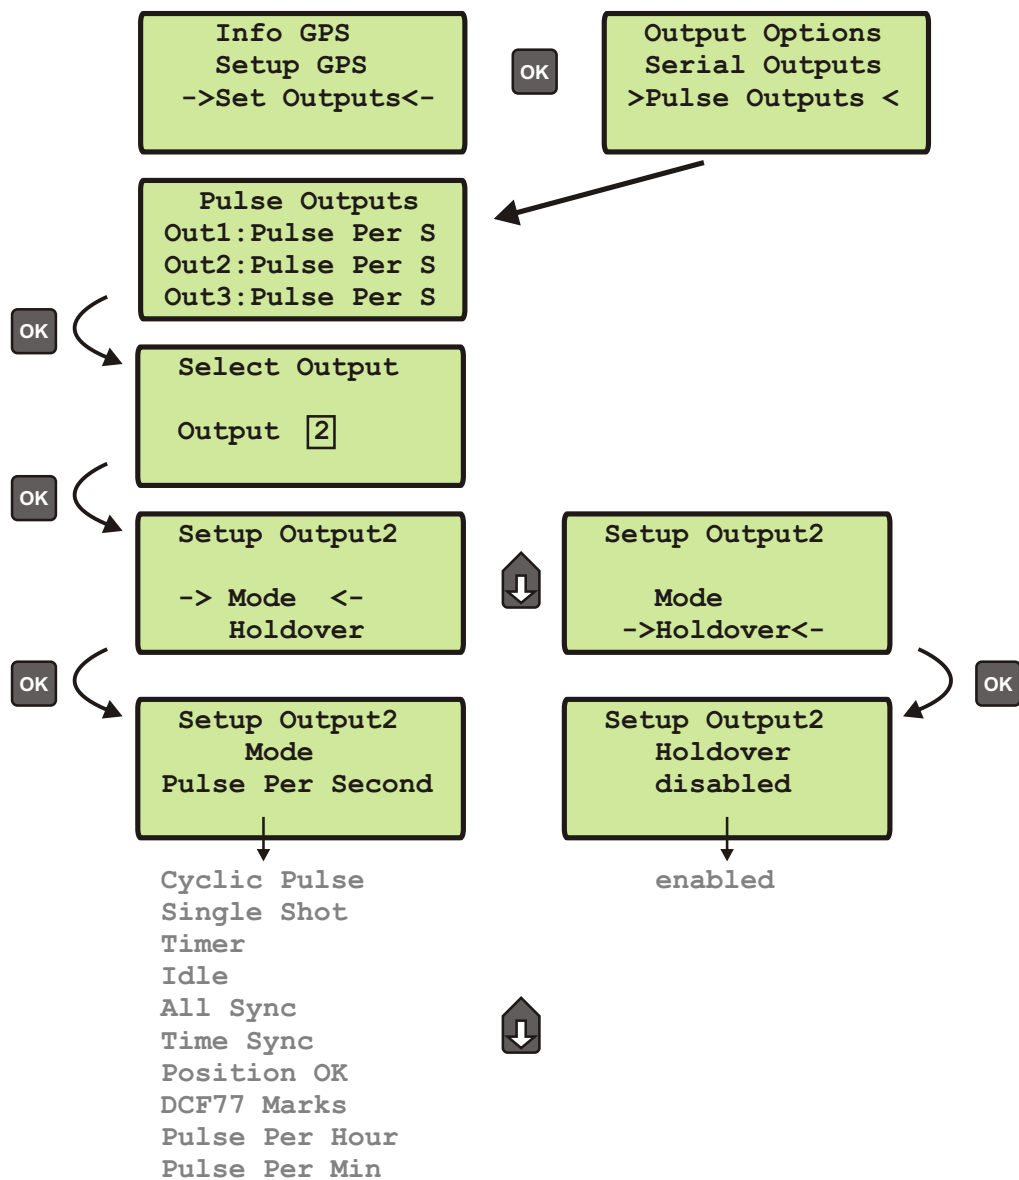 Info GPS
Setup GPS
->Set Outputs<-
OK
Output Options
Serial Outputs
>Pulse Outputs <
Pulse Outputs
Out1:Pulse Per S
Out2:Pulse Per S
Out3:Pulse Per S
OK
Select Output
Output 2
OK
Setup Output2
-> Mode <-
Holdover
Setup Output2
Mode
->Holdover<-
OK
OK
Setup Output2
Mode
Pulse Per Second
Setup Output2
Holdover
disabled
Cyclic Pulse
Single Shot
Timer
Idle
All Sync
Time Sync
Position OK
DCF77 Marks
Pulse Per Hour
Pulse Per Min
enabled